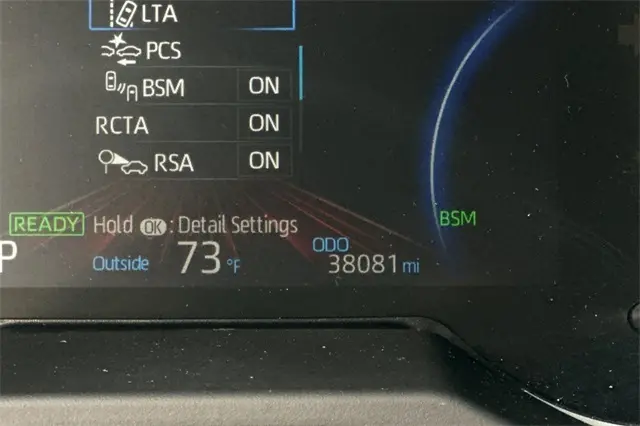 LTA
PCS
BSM ON
RCTA ON
RSA ON
READY Hold OK : Detail Settings
BSM
P Outside 73 °F ODO 38081 mi